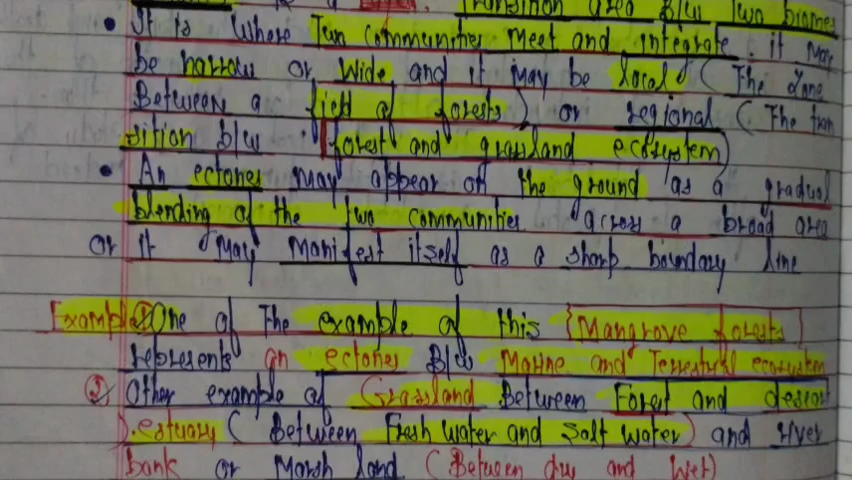 is a Transition area B/w Two biomes
• It is where Two communities meet and integrate. it may
be narrow or wide and it may be local (The Zone
Between a field of forests) or regional (The tran
sition b/w (forest and grassland ecosystem)
• An ectones may appear of the ground as a gradual
blending of the two communities across a broad area
or it may manifest itself as a sharp boundary line
Example ① One of The example of this [Mangrove forests]
represents an ectones B/w Marine and Terrestrial ecosystem
② Other example of Grassland Between Forest and desert
). estuary (Between Fresh water and Salt water) and river
bank or Marsh land (Between dry and wet)